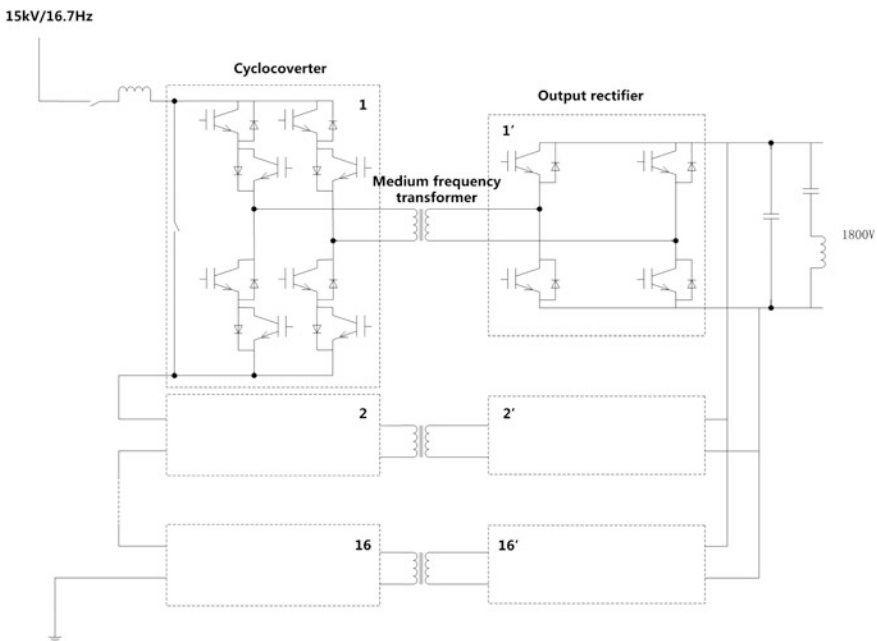 15kV/16.7Hz
Cyclocoverter
Output rectifier
1
1′
Medium frequency
transformer
1800V
2
2′
16
16′